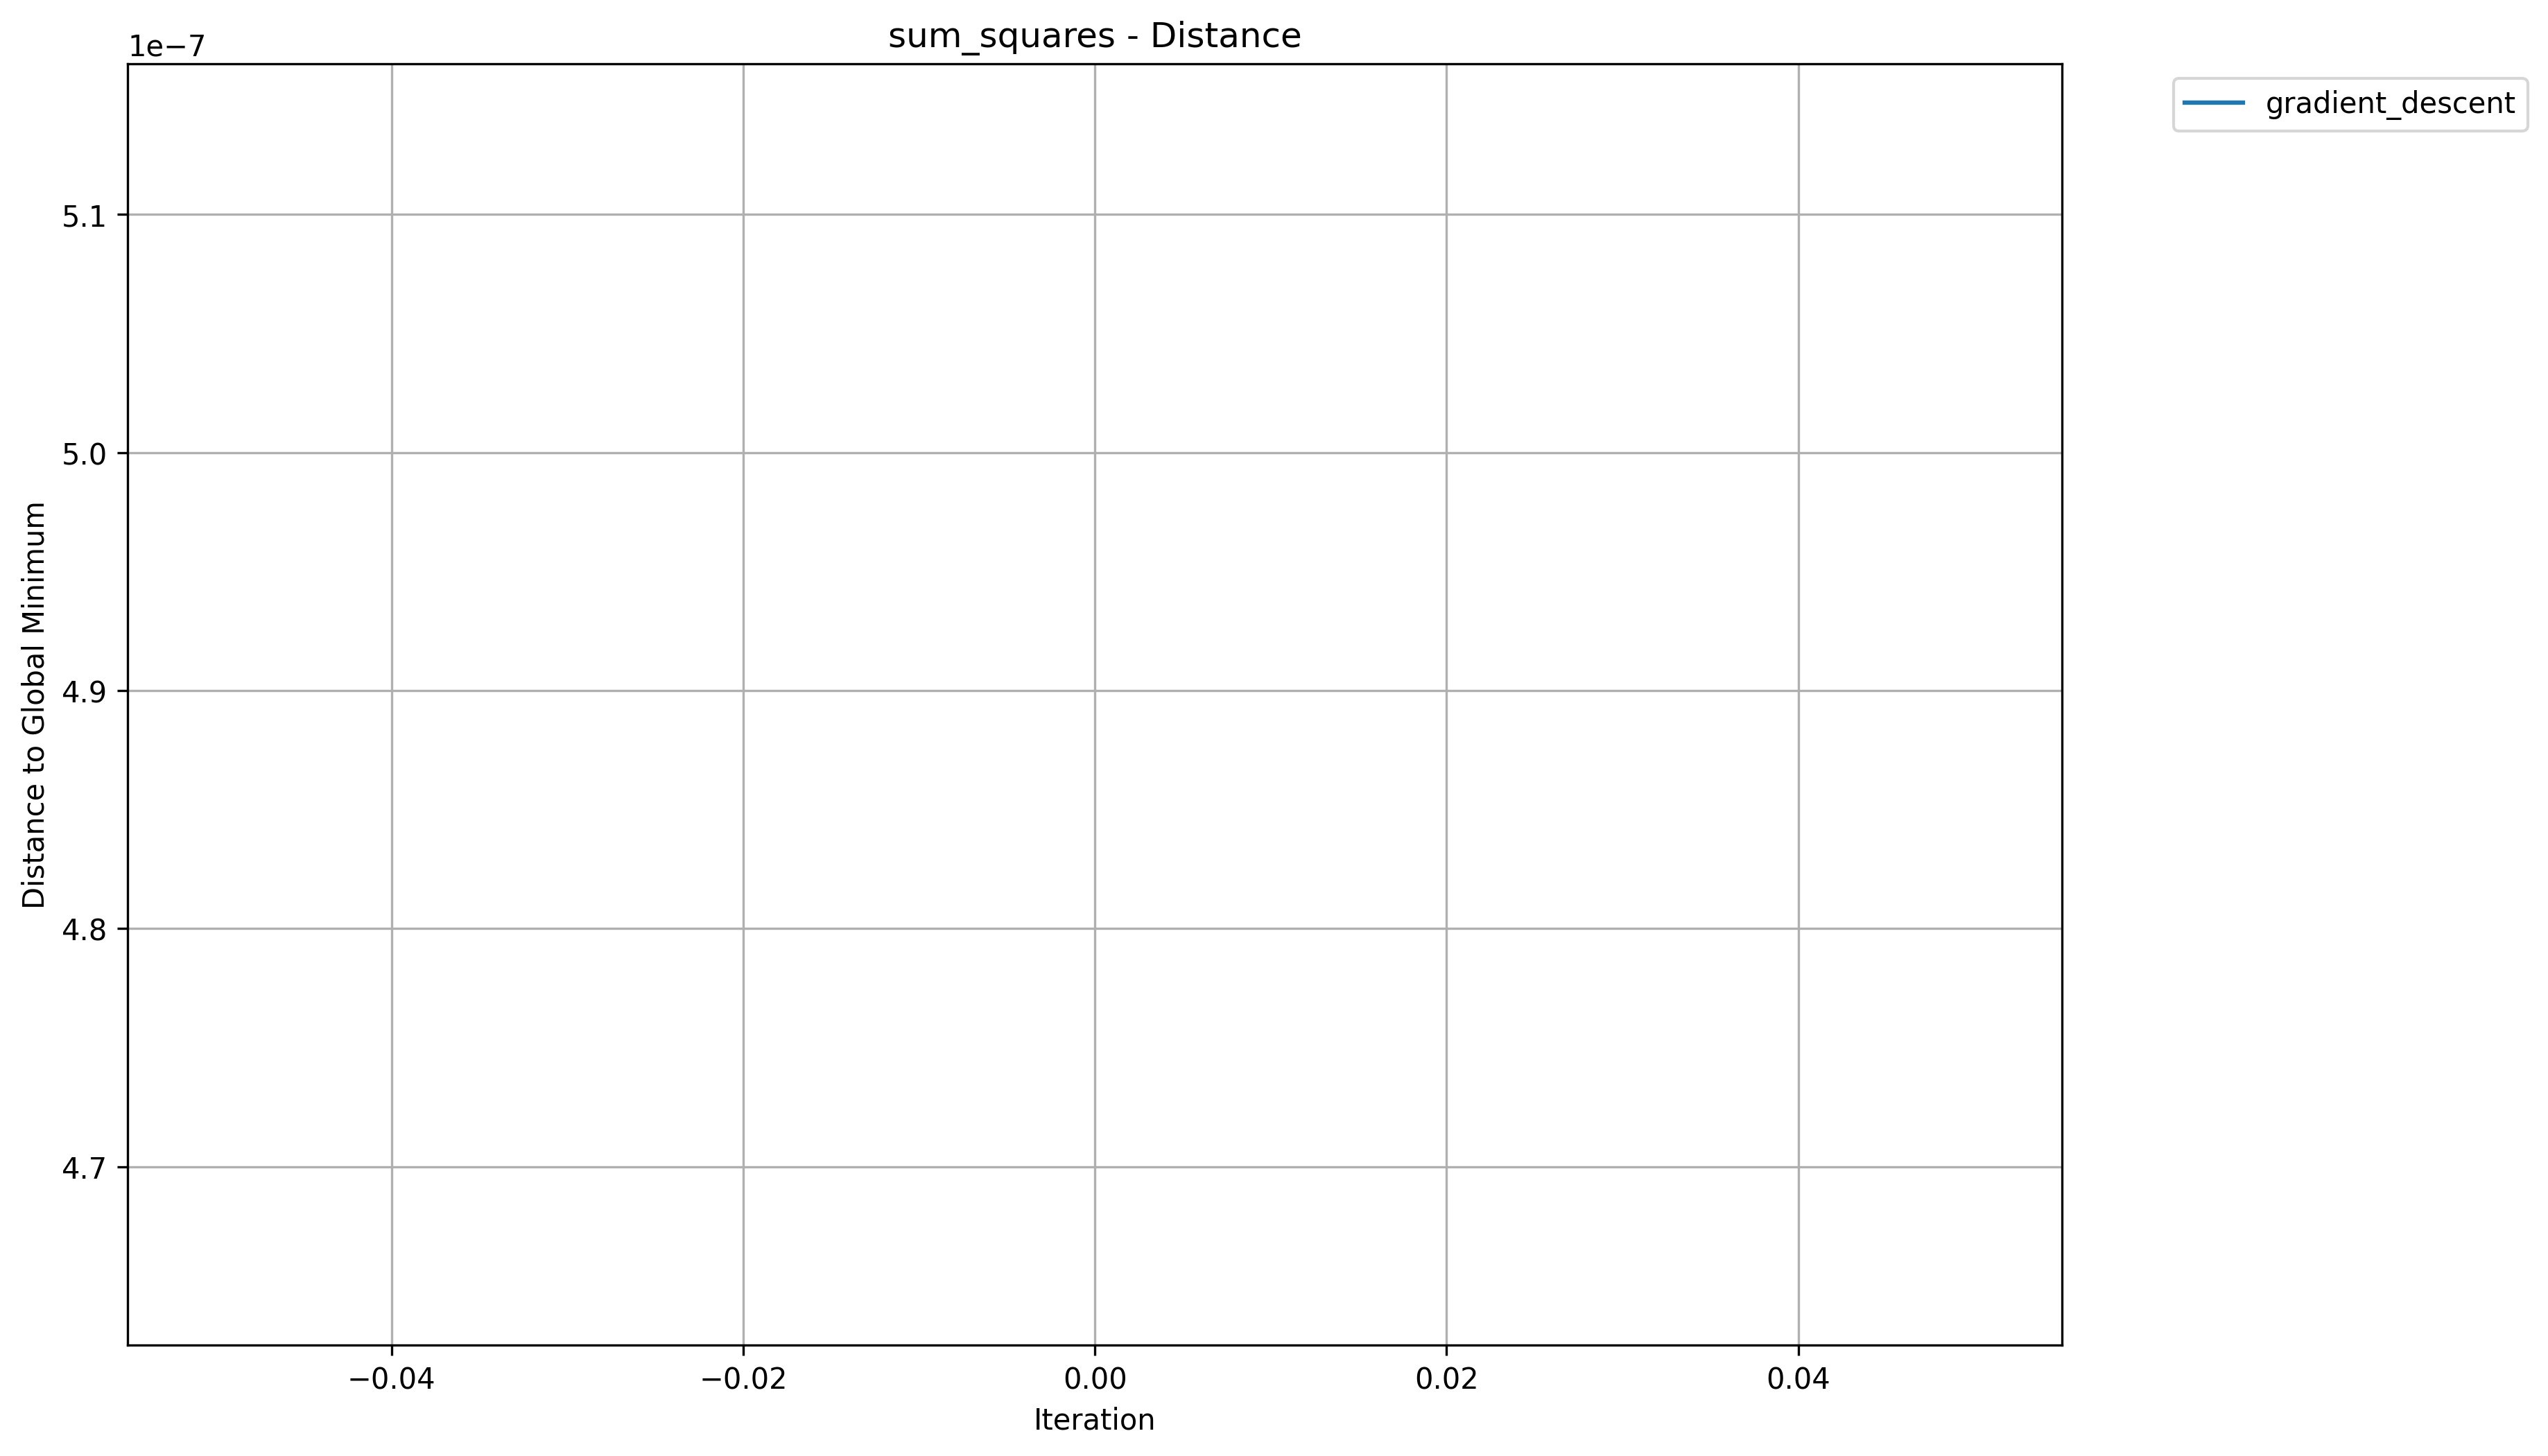 sum_squares - Distance
1e−7
gradient_descent
5.1
5.0
4.9
4.8
4.7
Distance to Global Minimum
−0.04
−0.02
0.00
0.02
0.04
Iteration